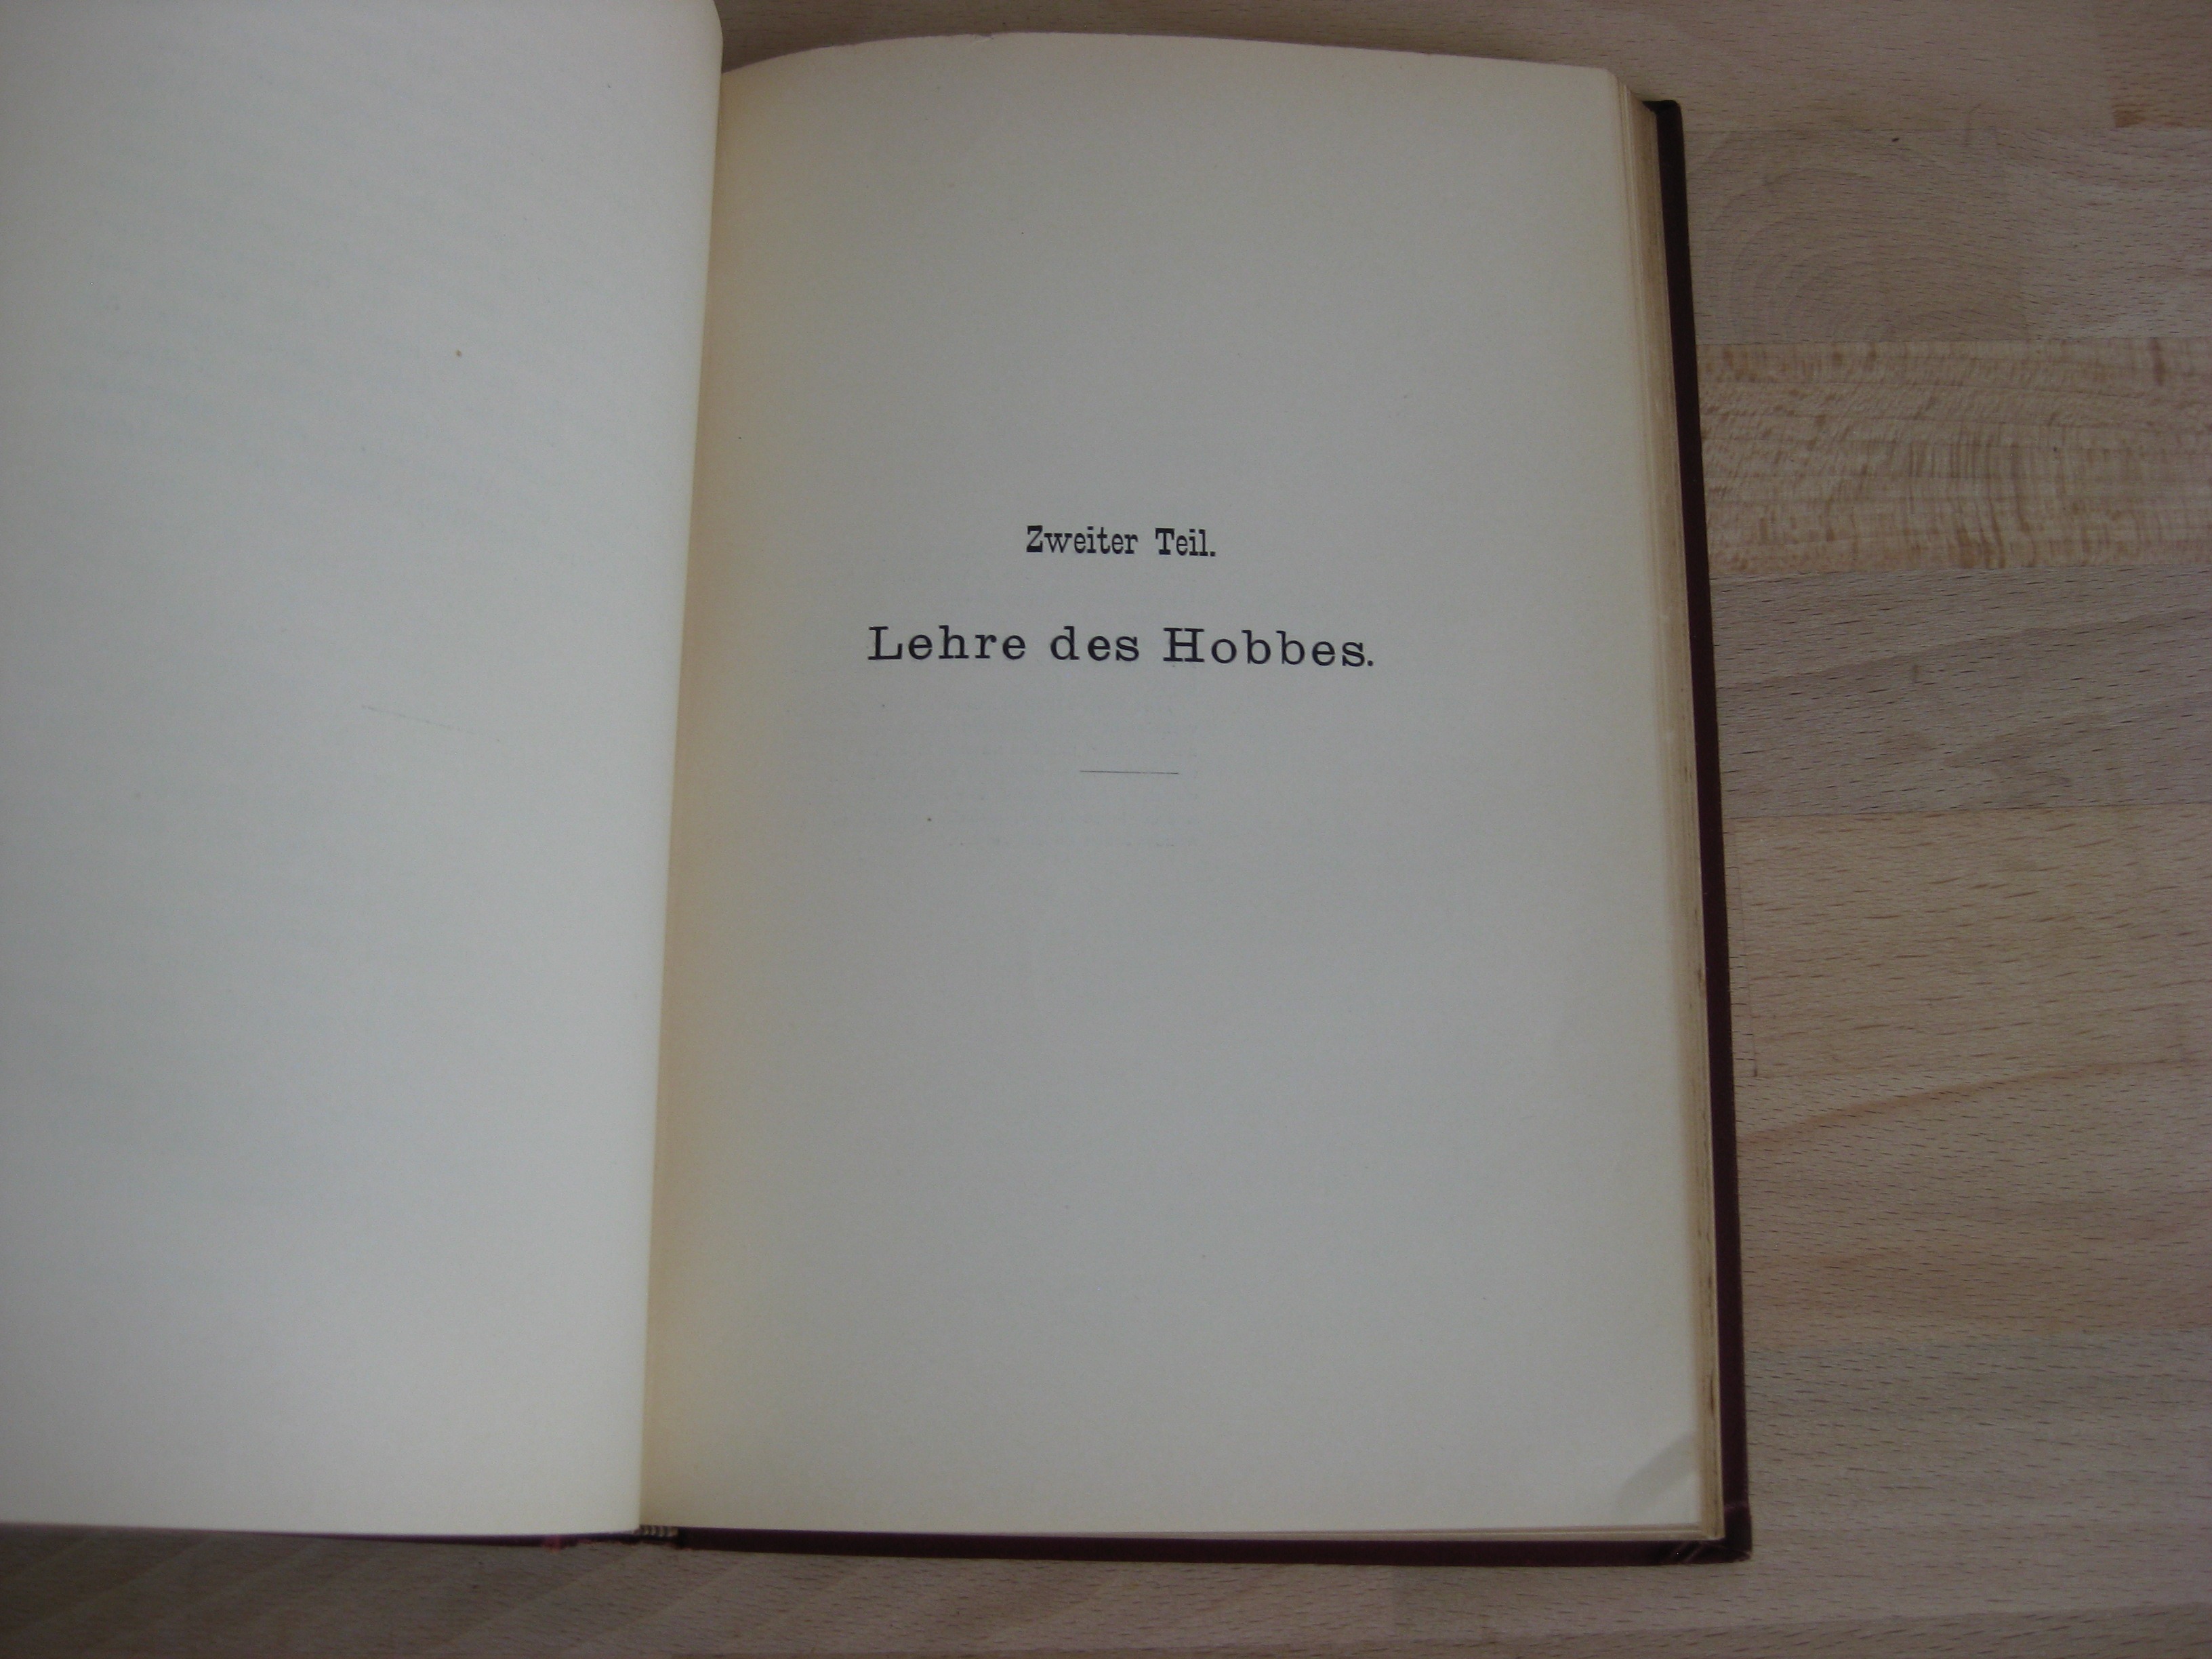 Zweiter Teil.
Lehre des Hobbes.